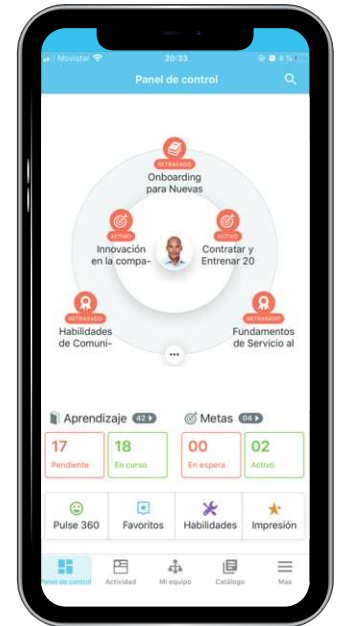 Movistar 20:33 4 %
Panel de control
RETRASADO
Onboarding
para Nuevas
ACTIVO
Innovación
en la compa-
ACTIVO
Contratar y
Entrenar 20
RETRASADO
Habilidades
de Comuni-
RETRASADO
Fundamentos
de Servicio al
Aprendizaje 42
Metas 04
17 18 00 02
Pendiente En curso En espera Activo
Pulse 360 Favoritos Habilidades Impresión
Panel de control Actividad Mi equipo Catálogo Más